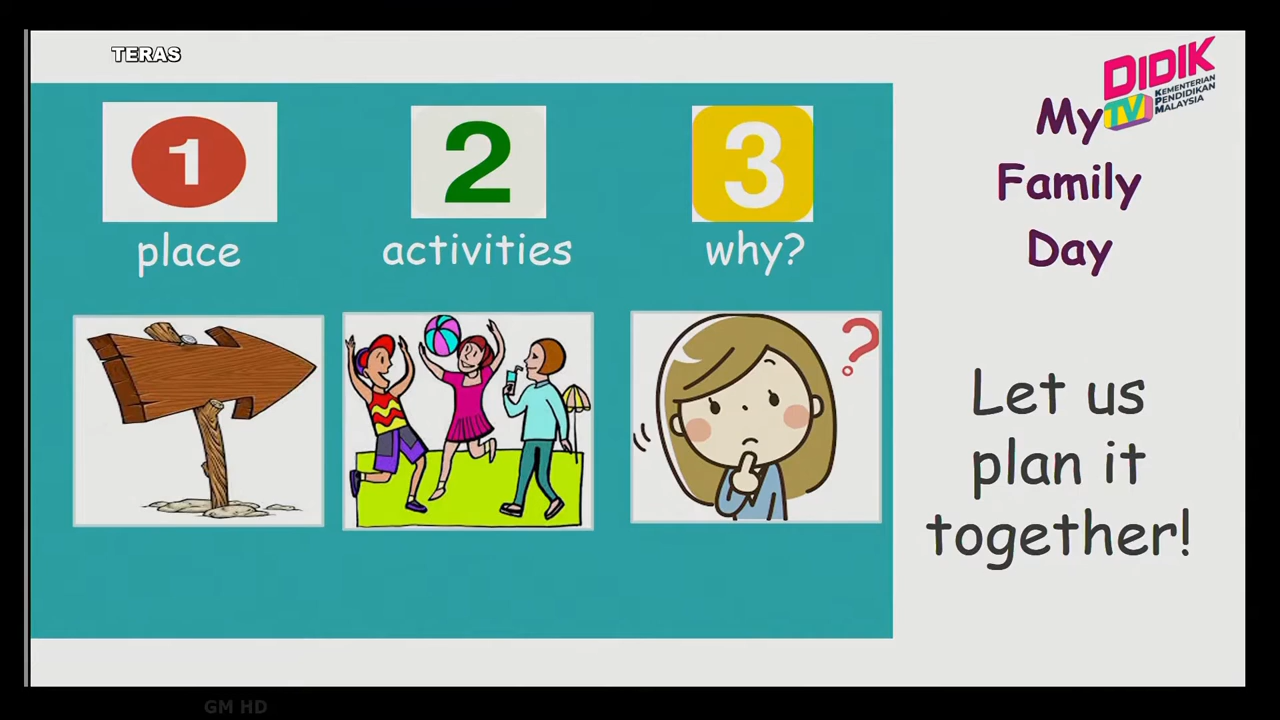 TERAS
1
2
3
place
activities
why?
?
DIDIK
TV
KEMENTERIAN
PENDIDIKAN
MALAYSIA
My
Family
Day
Let us
plan it
together!
GM HD